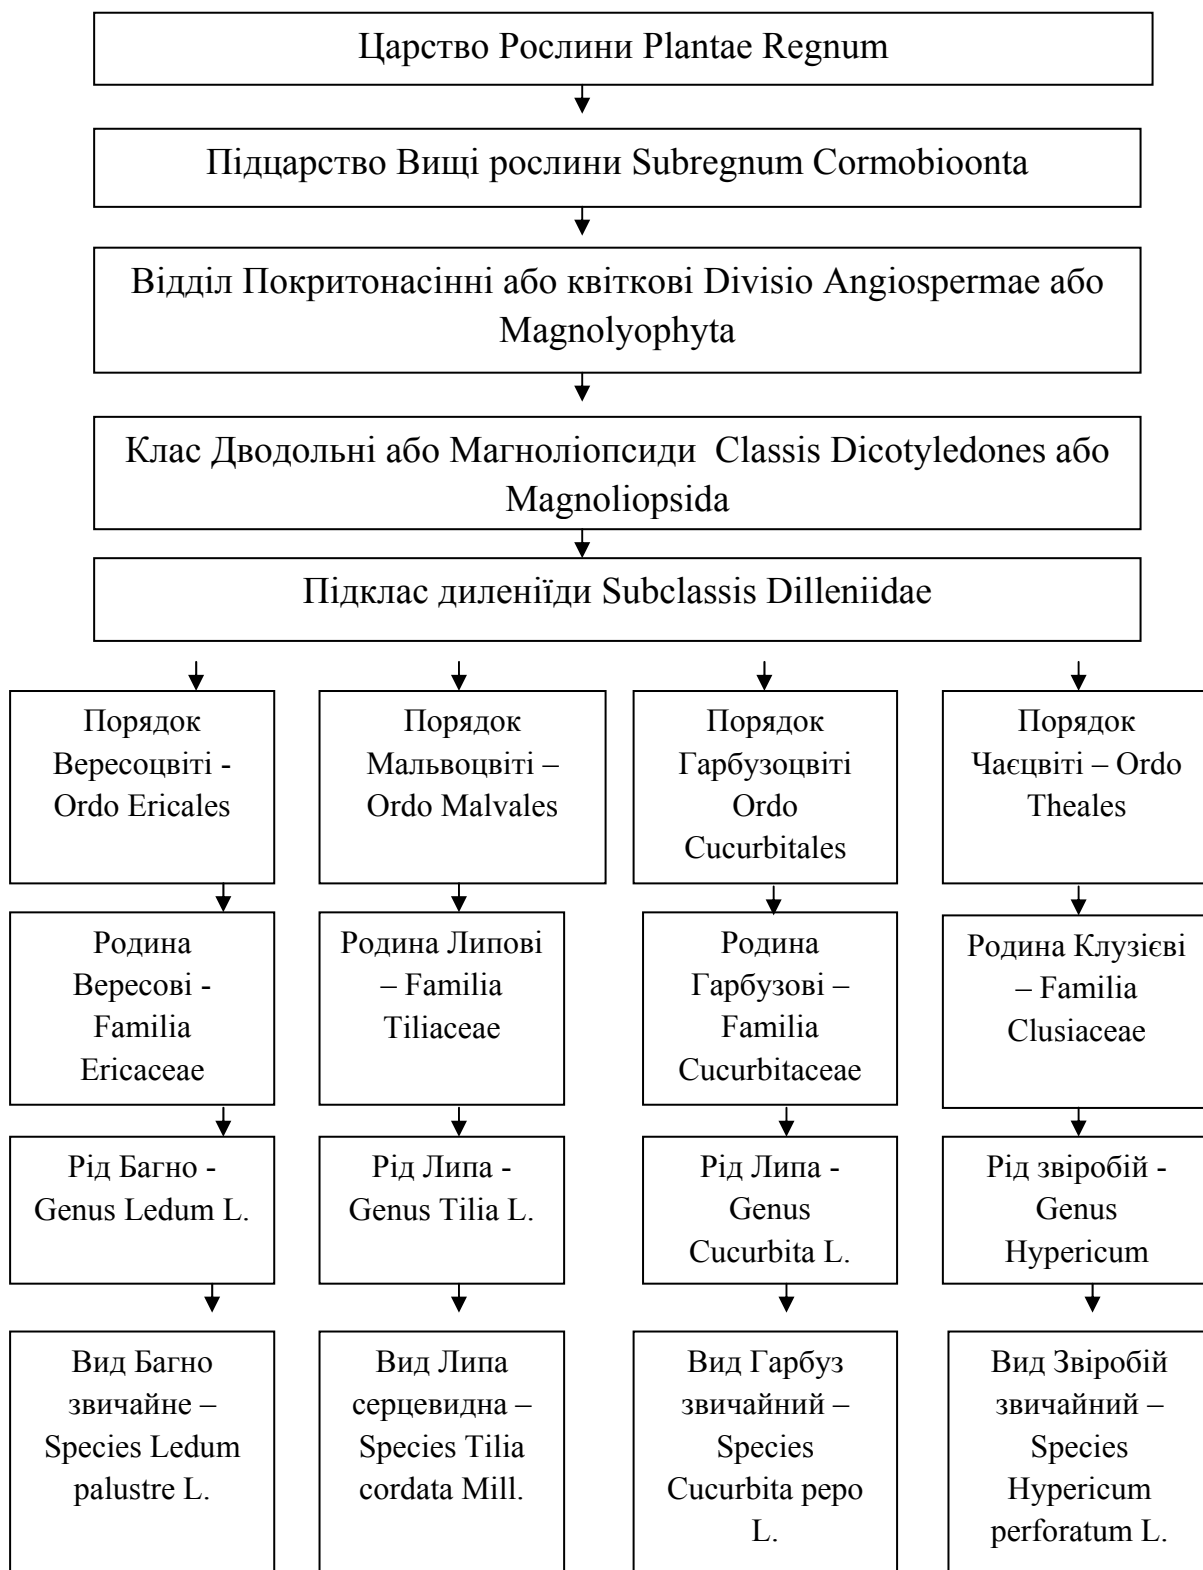 Царство Рослини Plantae Regnum
Підцарство Вищі рослини Subregnum Cormobioonta
Відділ Покритонасінні або квіткові Divisio Angiospermae або
Magnolyophyta
Клас Дводольні або Магноліопсиди  Classis Dicotyledones або
Magnoliopsida
Підклас диленіїди Subclassis Dilleniidae
Порядок
Вересоцвіті -
Ordo Ericales
Порядок
Мальвоцвіті –
Ordo Malvales
Порядок
Гарбузоцвіті
Ordo
Cucurbitales
Порядок
Чаєцвіті – Ordo
Theales
Родина
Вересові -
Familia
Ericaceae
Родина Липові
– Familia
Tiliaceae
Родина
Гарбузові –
Familia
Cucurbitaceae
Родина Клузієві
– Familia
Clusiaceae
Рід Багно -
Genus Ledum L.
Рід Липа -
Genus Tilia L.
Рід Липа -
Genus
Cucurbita L.
Рід звіробій -
Genus
Hypericum
Вид Багно
звичайне –
Species Ledum
palustre L.
Вид Липа
серцевидна –
Species Tilia
cordata Mill.
Вид Гарбуз
звичайний –
Species
Cucurbita pepo
L.
Вид Звіробій
звичайний –
Species
Hypericum
perforatum L.